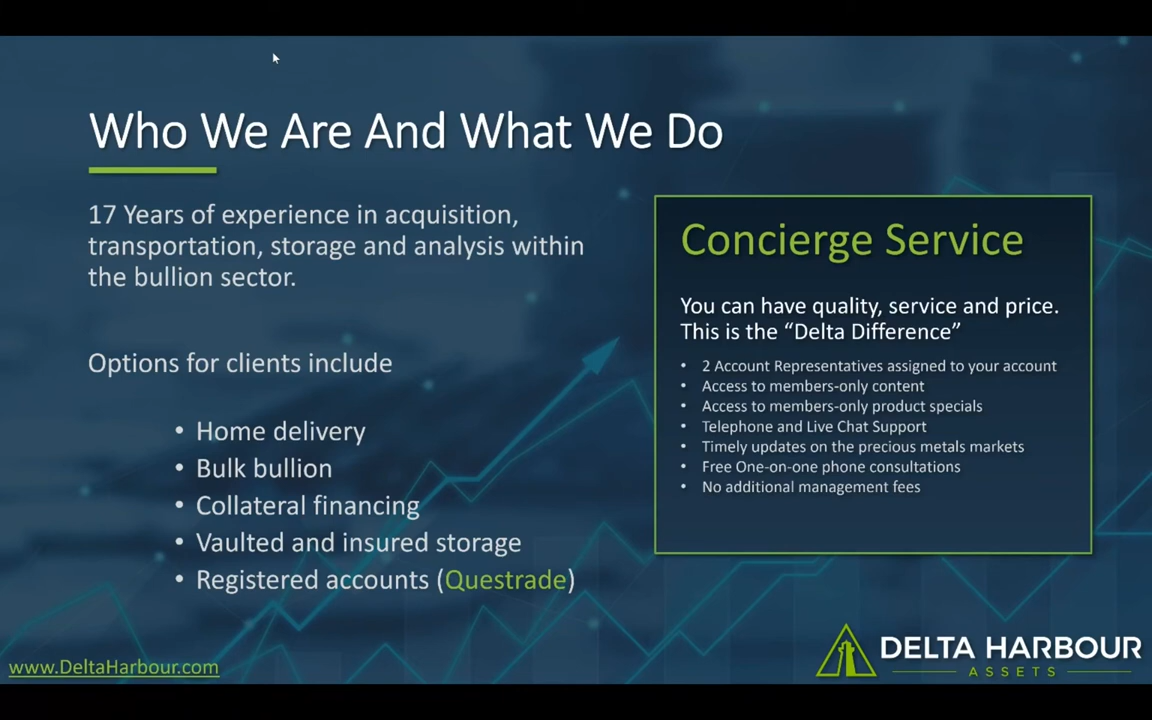 Who We Are And What We Do
17 Years of experience in acquisition,
transportation, storage and analysis within
the bullion sector.
Options for clients include
• Home delivery
• Bulk bullion
• Collateral financing
• Vaulted and insured storage
• Registered accounts (Questrade)
Concierge Service
You can have quality, service and price.
This is the “Delta Difference”
• 2 Account Representatives assigned to your account
• Access to members-only content
• Access to members-only product specials
• Telephone and Live Chat Support
• Timely updates on the precious metals markets
• Free One-on-one phone consultations
• No additional management fees
www.DeltaHarbour.com
DELTA HARBOUR
ASSETS